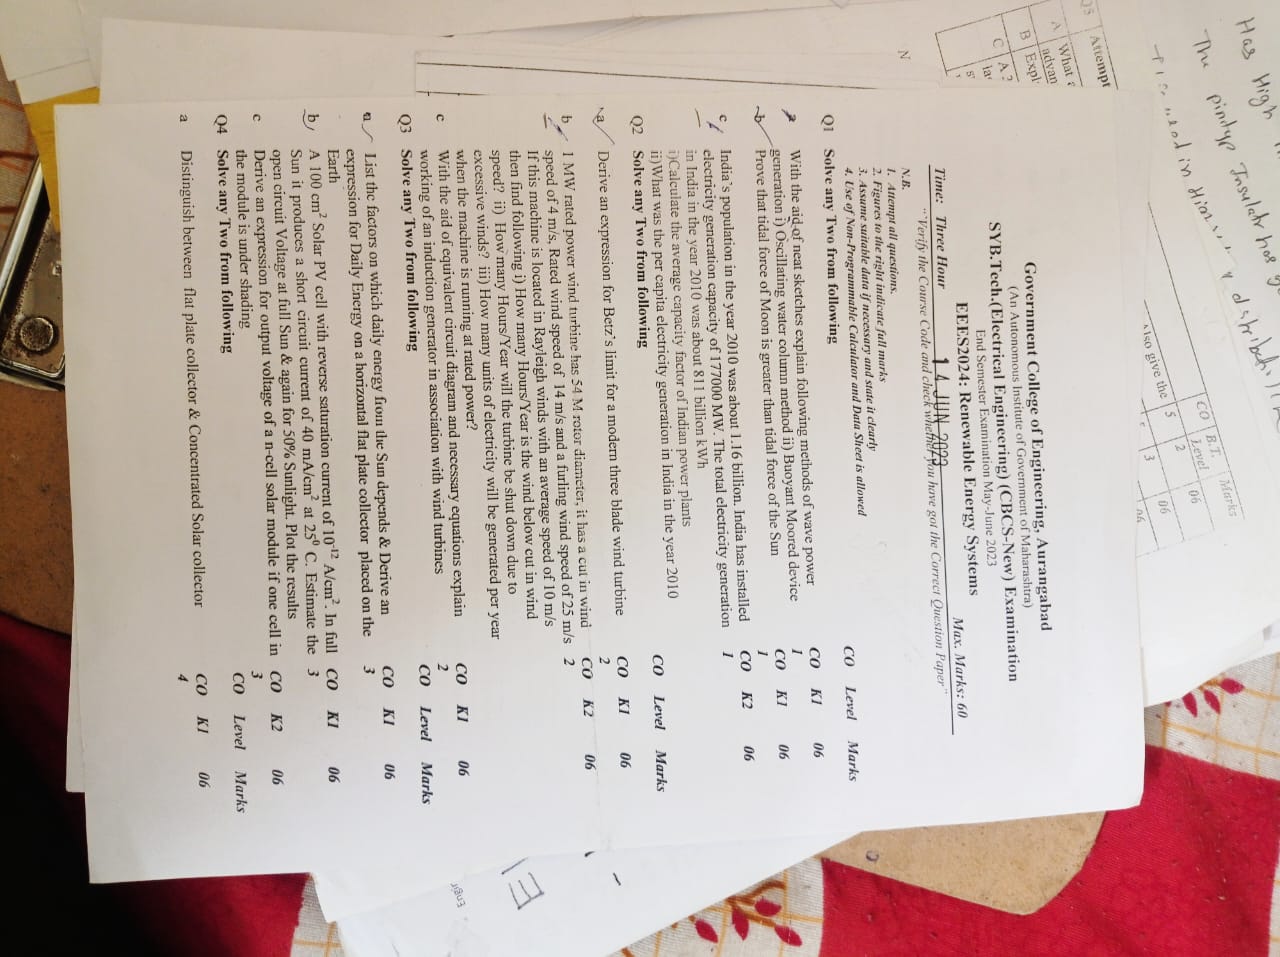 Government College of Engineering, Aurangabad
(An Autonomous Institute of Government of Maharashtra)
SYB.Tech.(Electrical Engineering) (CBCS-New) Examination
End Semester Examination May-June 2023
EEES2024: Renewable Energy Systems
Time: Three Hour 14 JUN 2023 Max. Marks: 60
"Verify the Course Code and check whether you have got the Correct Question Paper"
N.B.
1. Attempt all questions.
2. Figures to the right indicate full marks
3. Assume suitable data if necessary and state it clearly
4. Use of Non-Programmable Calculator and Data Sheet is allowed
Q1 Solve any Two from following CO Level Marks
a With the aid of neat sketches explain following methods of wave power CO K1 06
generation i) Oscillating water column method ii) Buoyant Moored device 1
b Prove that tidal force of Moon is greater than tidal force of the Sun CO K1 06
1
c India's population in the year 2010 was about 1.16 billion. India has installed CO K2 06
electricity generation capacity of 177000 MW. The total electricity generation 1
in India in the year 2010 was about 811 billion kWh
i)Calculate the average capacity factor of Indian power plants
ii)What was the per capita electricity generation in India in the year 2010
Q2 Solve any Two from following CO Level Marks
a Derive an expression for Betz's limit for a modern three blade wind turbine CO K1 06
2
b 1 MW rated power wind turbine has 54 M rotor diameter, it has a cut in wind CO K2 06
speed of 4 m/s, Rated wind speed of 14 m/s and a furling wind speed of 25 m/s 2
If this machine is located in Rayleigh winds with an average speed of 10 m/s
then find following i) How many Hours/Year is the wind below cut in wind
speed? ii) How many Hours/Year will the turbine be shut down due to
excessive winds? iii) How many units of electricity will be generated per year
when the machine is running at rated power?
c With the aid of equivalent circuit diagram and necessary equations explain CO K1 06
working of an induction generator in association with wind turbines 2
Q3 Solve any Two from following CO Level Marks
a List the factors on which daily energy from the Sun depends & Derive an CO K1 06
expression for Daily Energy on a horizontal flat plate collector placed on the 3
Earth
b A 100 cm² Solar PV cell with reverse saturation current of 10⁻¹² A/cm². In full CO K1 06
Sun it produces a short circuit current of 40 mA/cm² at 25⁰ C. Estimate the 3
open circuit Voltage at full Sun & again for 50% Sunlight. Plot the results
c Derive an expression for output voltage of a n-cell solar module if one cell in CO K2 06
the module is under shading 3
Q4 Solve any Two from following CO Level Marks
a Distinguish between flat plate collector & Concentrated Solar collector CO K1 06
4
Has High
The pintyp Insulator has
Q5 Attempt
A What
advan
B Expl
C A
CO B.T. Marks
Level
2 06
Also give the 5 3 06
06
N
Engin